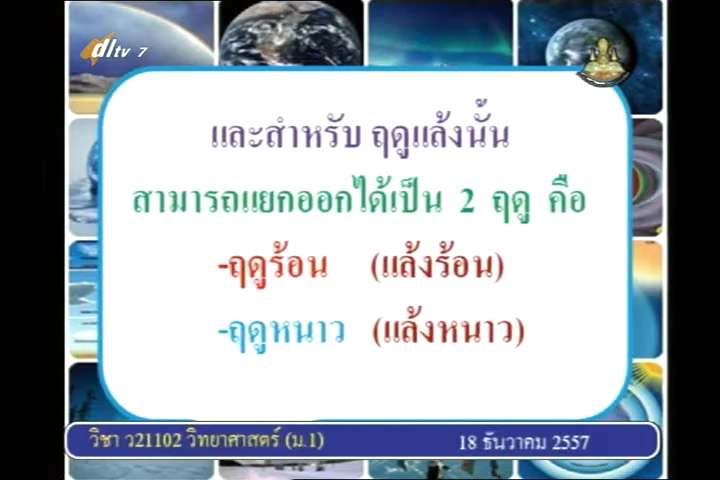 dltv 7
และสำหรับ ฤดูแล้งนั้น
สามารถแยกออกได้เป็น 2 ฤดู คือ
-ฤดูร้อน (แล้งร้อน)
-ฤดูหนาว (แล้งหนาว)
วิชา ว21102 วิทยาศาสตร์ (ม.1) 18 ธันวาคม 2557